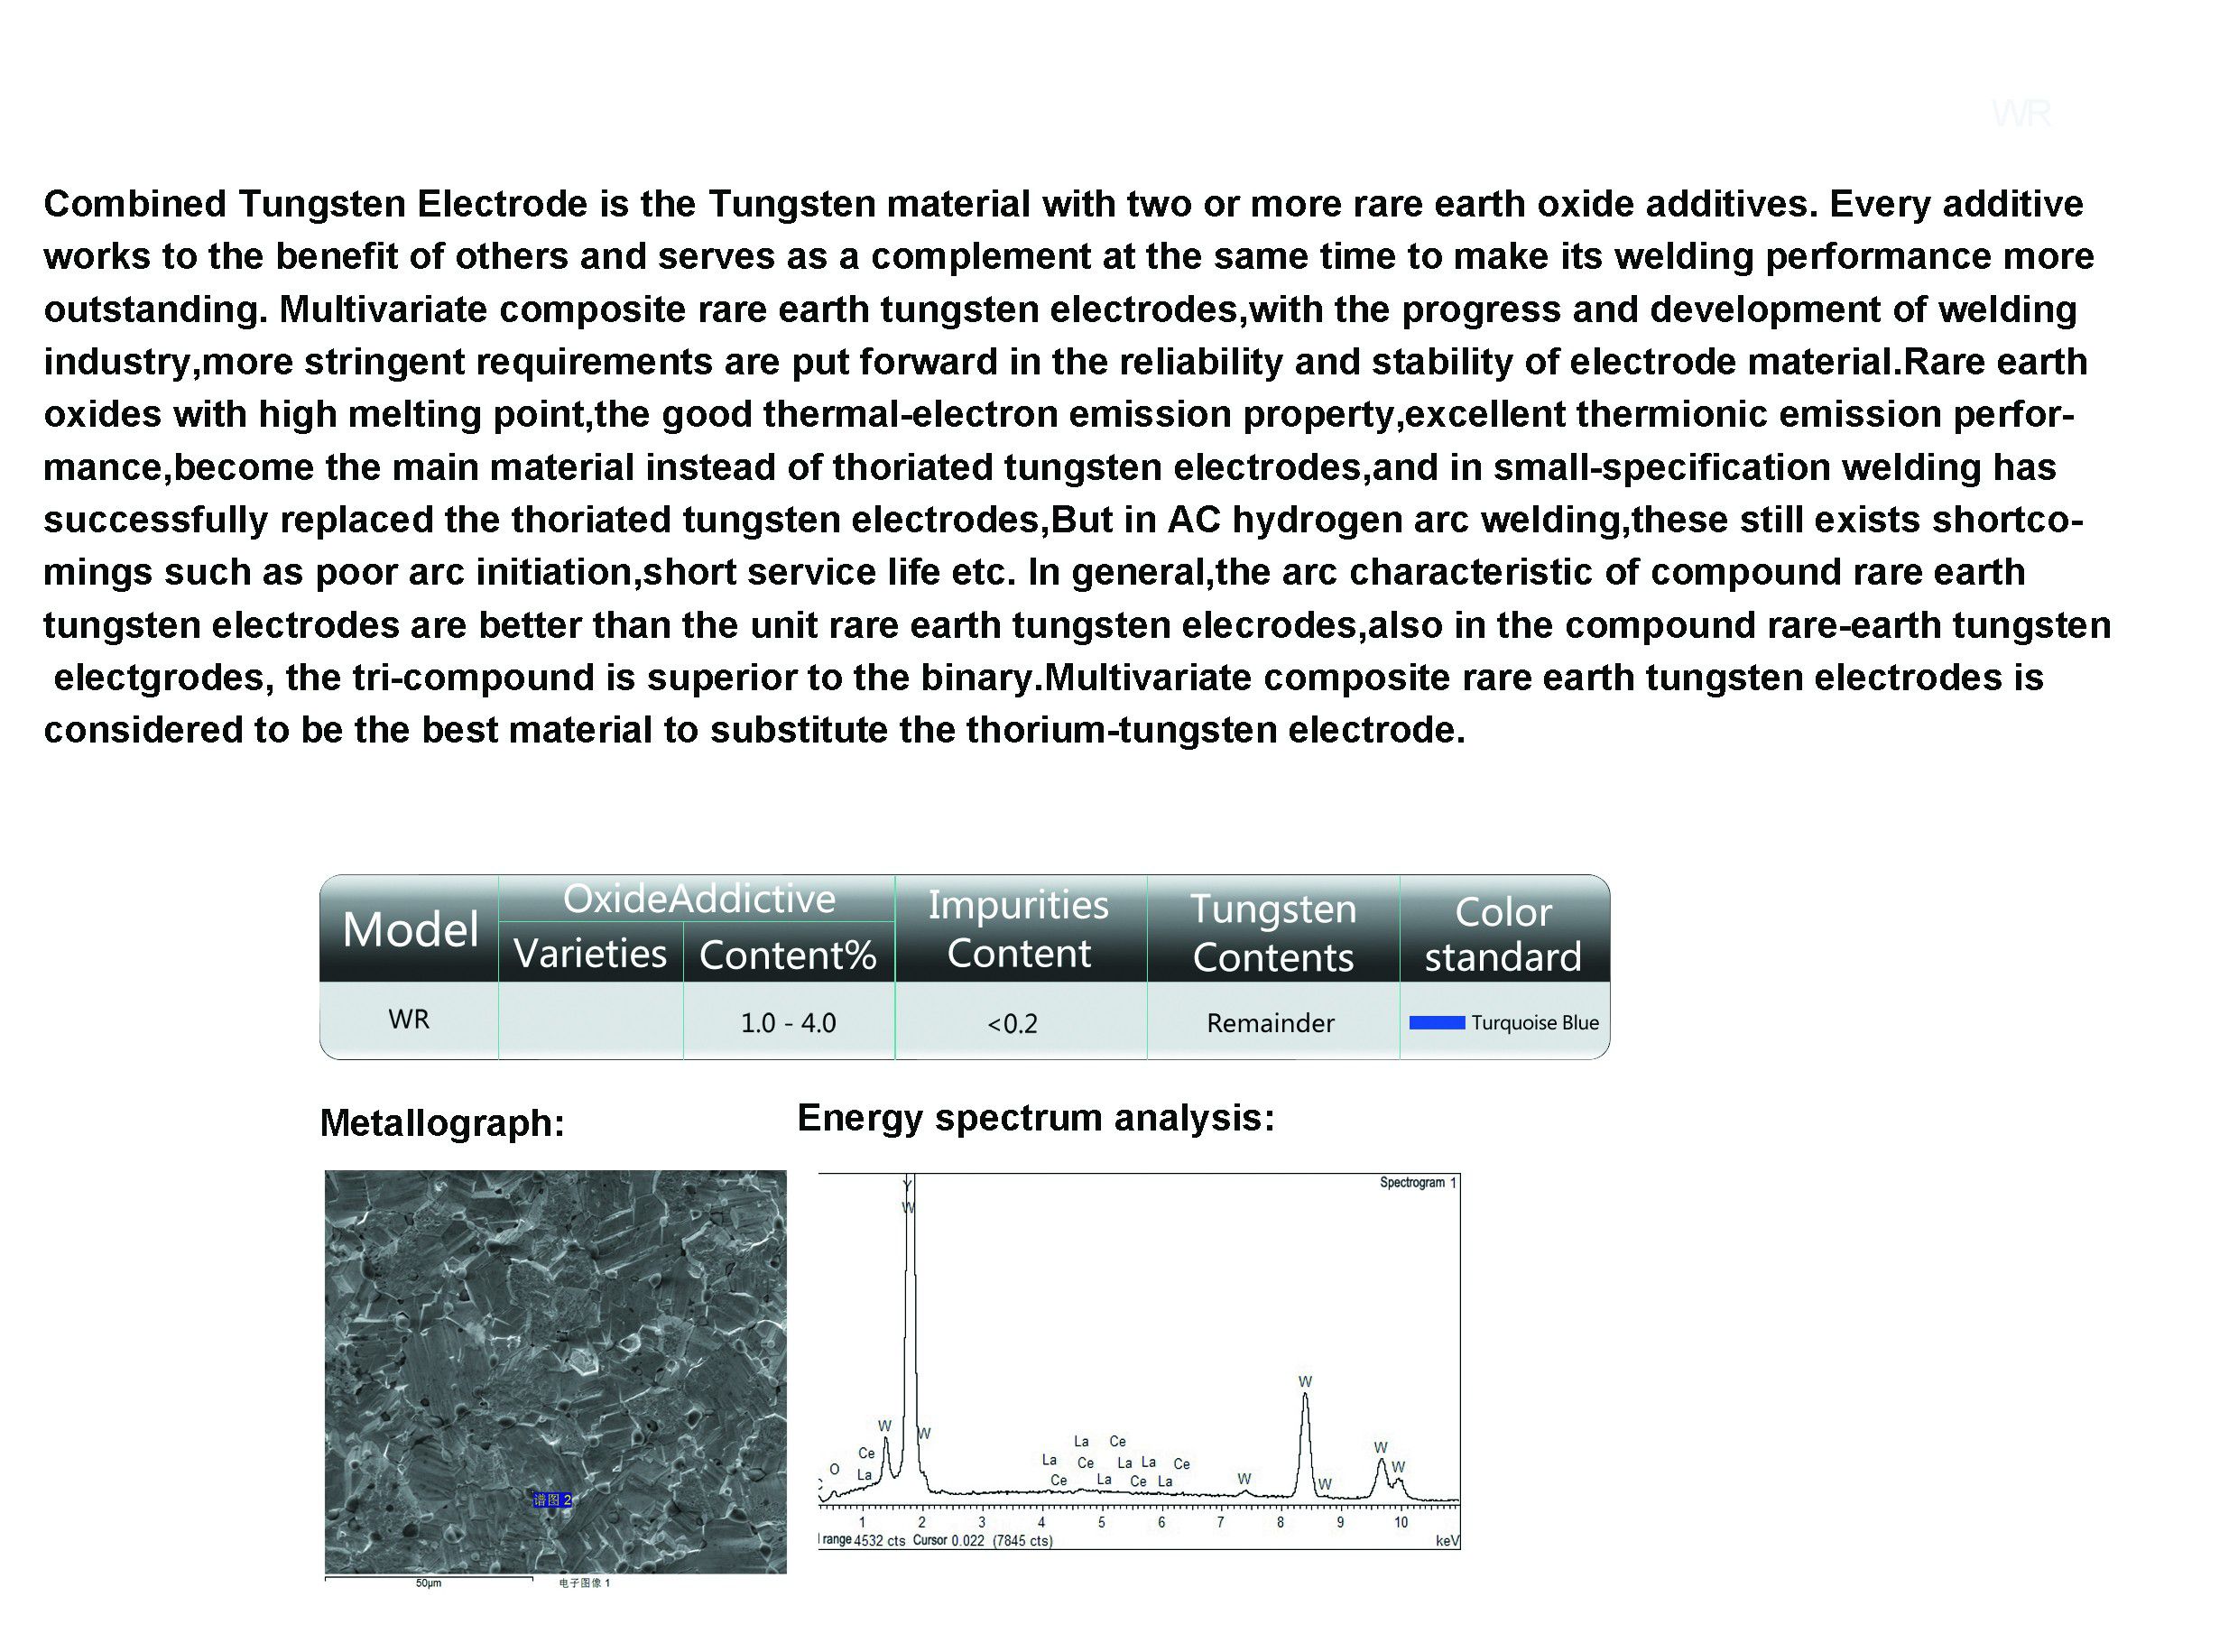 WR
Combined Tungsten Electrode is the Tungsten material with two or more rare earth oxide additives. Every additive
works to the benefit of others and serves as a complement at the same time to make its welding performance more
outstanding. Multivariate composite rare earth tungsten electrodes,with the progress and development of welding
industry,more stringent requirements are put forward in the reliability and stability of electrode material.Rare earth
oxides with high melting point,the good thermal-electron emission property,excellent thermionic emission perfor-
mance,become the main material instead of thoriated tungsten electrodes,and in small-specification welding has
successfully replaced the thoriated tungsten electrodes,But in AC hydrogen arc welding,these still exists shortco-
mings such as poor arc initiation,short service life etc. In general,the arc characteristic of compound rare earth
tungsten electrodes are better than the unit rare earth tungsten elecrodes,also in the compound rare-earth tungsten
electgrodes, the tri-compound is superior to the binary.Multivariate composite rare earth tungsten electrodes is
considered to be the best material to substitute the thorium-tungsten electrode.
Model
OxideAddictive
Varieties Content%
Impurities
Content
Tungsten
Contents
Color
standard
WR 1.0 - 4.0 <0.2 Remainder Turquoise Blue
Metallograph:
Energy spectrum analysis:
谱图 2
50μm 电子图像 1
Spectrogram 1
Y
W
W
W
W
O
Ce
La
La
Ce
La
Ce
La
La
Ce
La
Ce
La
Ce
W
W
W
W
W
1 2 3 4 5 6 7 8 9 10
range 4532 cts Cursor 0.022 (7845 cts) keV